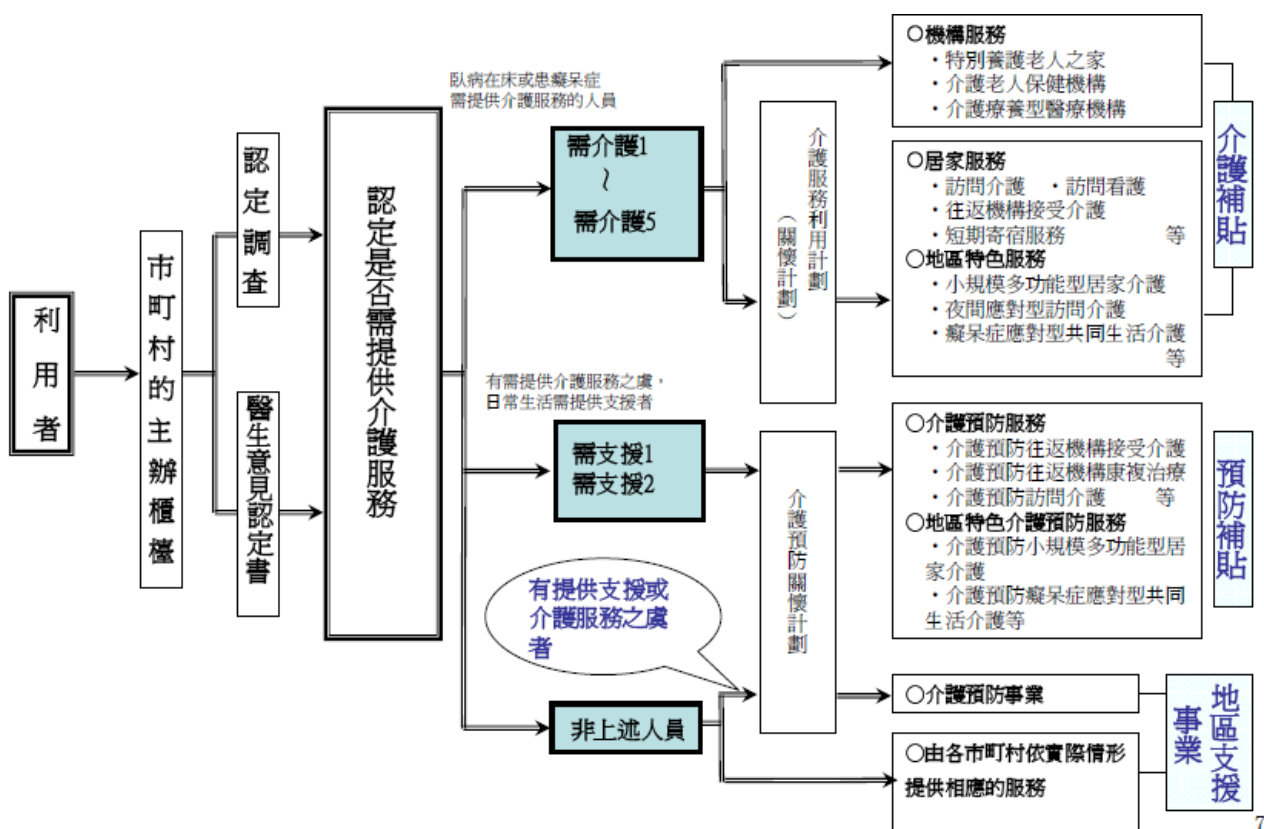 利用者
市町村的主辦櫃檯
認定調查
醫生意見認定書
認定是否需提供介護服務
臥病在床或患癡呆症
需提供介護服務的人員
需介護1
~
需介護5
有需提供介護服務之虞，
日常生活需提供支援者
需支援1
需支援2
有提供支援或
介護服務之虞
者
非上述人員
介護服務利用計劃
（關懷計劃）
介護預防關懷計劃
○機構服務
・特別養護老人之家
・介護老人保健機構
・介護療養型醫療機構
○居家服務
・訪問介護 ・訪問看護
・往返機構接受介護
・短期寄宿服務 等
○地區特色服務
・小規模多功能型居家介護
・夜間應對型訪問介護
・癡呆症應對型共同生活介護
等
介護補貼
○介護預防服務
・介護預防往返機構接受介護
・介護預防往返機構康複治療
・介護預防訪問介護 等
○地區特色介護預防服務
・介護預防小規模多功能型居
家介護
・介護預防癡呆症應對型共同
生活介護等
預防補貼
○介護預防事業
○由各市町村依實際情形
提供相應的服務
地區支援
事業
7